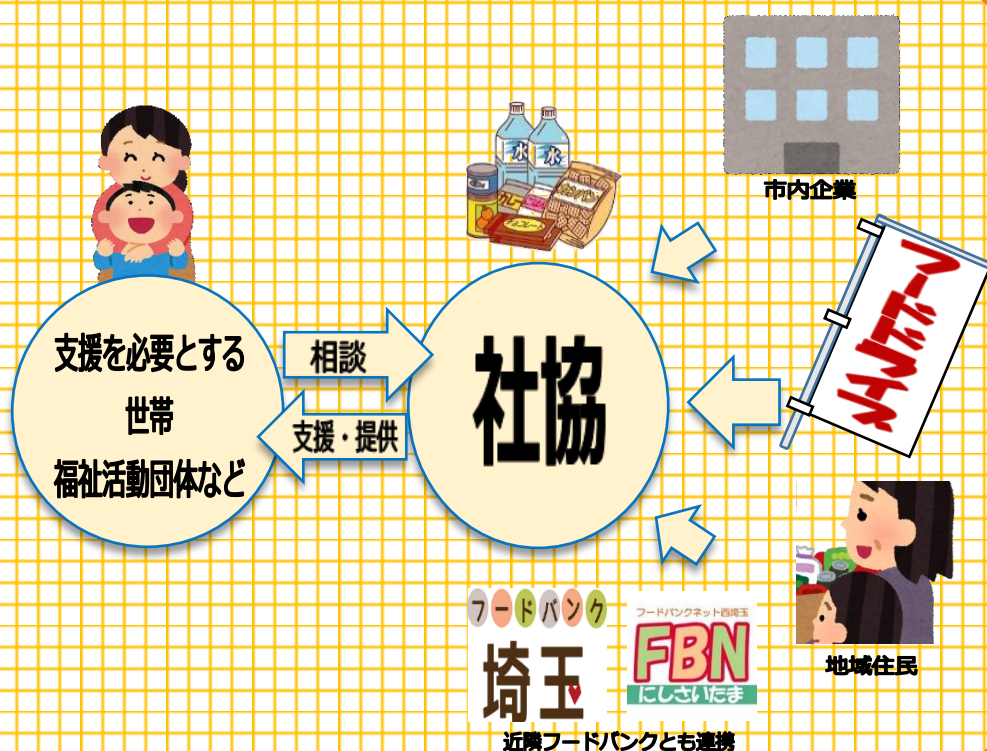 市内企業
水
水
カンパン
カレー
チョコレート
フードドライブ
支援を必要とする
世帯
福祉活動団体など
相談
支援・提供
社協
地域住民
フードバンク
埼玉
フードバンクネット西埼玉
FBN
にしさいたま
近隣フードバンクとも連携